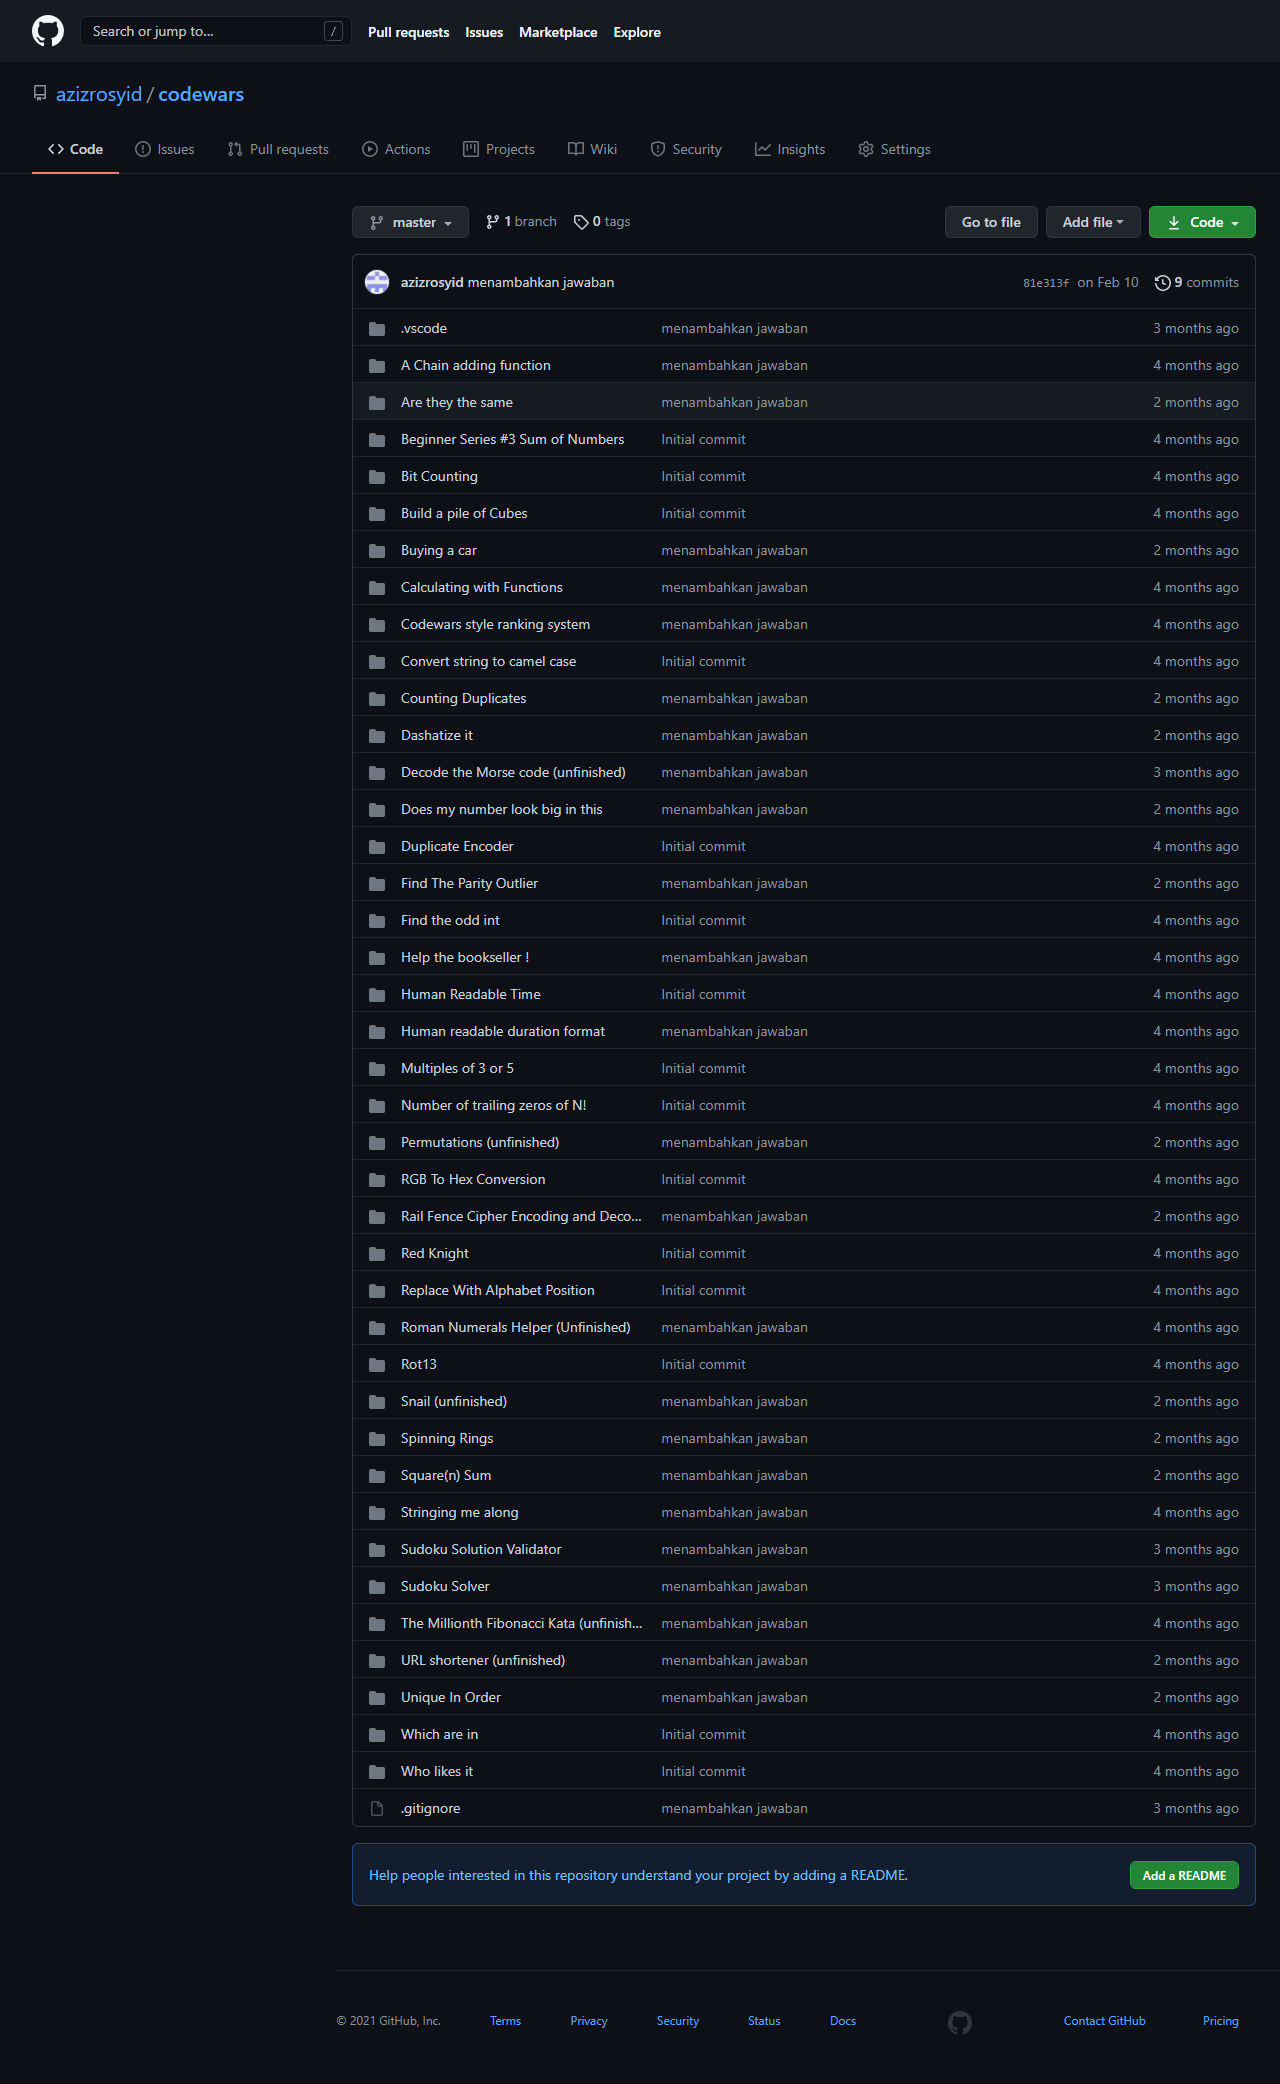 Search or jump to... /
Pull requests Issues Marketplace Explore
azizrosyid / codewars
Code Issues Pull requests Actions Projects Wiki Security Insights Settings
master 1 branch 0 tags Go to file Add file Code
azizrosyid menambahkan jawaban 81e313f on Feb 10 9 commits
.vscode menambahkan jawaban 3 months ago
A Chain adding function menambahkan jawaban 4 months ago
Are they the same menambahkan jawaban 2 months ago
Beginner Series #3 Sum of Numbers Initial commit 4 months ago
Bit Counting Initial commit 4 months ago
Build a pile of Cubes Initial commit 4 months ago
Buying a car menambahkan jawaban 2 months ago
Calculating with Functions menambahkan jawaban 4 months ago
Codewars style ranking system menambahkan jawaban 4 months ago
Convert string to camel case Initial commit 4 months ago
Counting Duplicates menambahkan jawaban 2 months ago
Dashatize it menambahkan jawaban 2 months ago
Decode the Morse code (unfinished) menambahkan jawaban 3 months ago
Does my number look big in this menambahkan jawaban 2 months ago
Duplicate Encoder Initial commit 4 months ago
Find The Parity Outlier menambahkan jawaban 2 months ago
Find the odd int Initial commit 4 months ago
Help the bookseller ! menambahkan jawaban 4 months ago
Human Readable Time Initial commit 4 months ago
Human readable duration format menambahkan jawaban 4 months ago
Multiples of 3 or 5 Initial commit 4 months ago
Number of trailing zeros of N! Initial commit 4 months ago
Permutations (unfinished) menambahkan jawaban 2 months ago
RGB To Hex Conversion Initial commit 4 months ago
Rail Fence Cipher Encoding and Deco... menambahkan jawaban 2 months ago
Red Knight Initial commit 4 months ago
Replace With Alphabet Position Initial commit 4 months ago
Roman Numerals Helper (Unfinished) menambahkan jawaban 4 months ago
Rot13 Initial commit 4 months ago
Snail (unfinished) menambahkan jawaban 2 months ago
Spinning Rings menambahkan jawaban 2 months ago
Square(n) Sum menambahkan jawaban 2 months ago
Stringing me along menambahkan jawaban 4 months ago
Sudoku Solution Validator menambahkan jawaban 3 months ago
Sudoku Solver menambahkan jawaban 3 months ago
The Millionth Fibonacci Kata (unfinish... menambahkan jawaban 4 months ago
URL shortener (unfinished) menambahkan jawaban 2 months ago
Unique In Order menambahkan jawaban 2 months ago
Which are in Initial commit 4 months ago
Who likes it Initial commit 4 months ago
.gitignore menambahkan jawaban 3 months ago
Help people interested in this repository understand your project by adding a README. Add a README
© 2021 GitHub, Inc. Terms Privacy Security Status Docs Contact GitHub Pricing